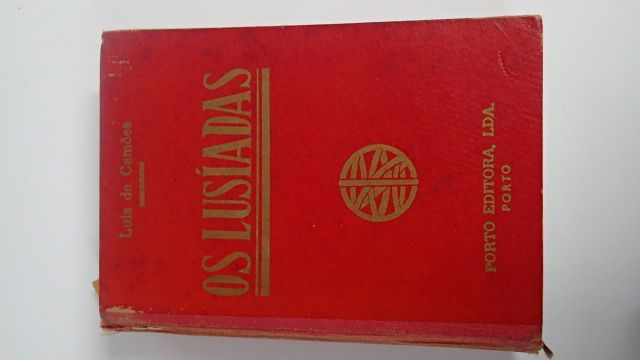 Luís de Camões
OS LUSÍADAS
PORTO EDITORA, LDA.
PORTO